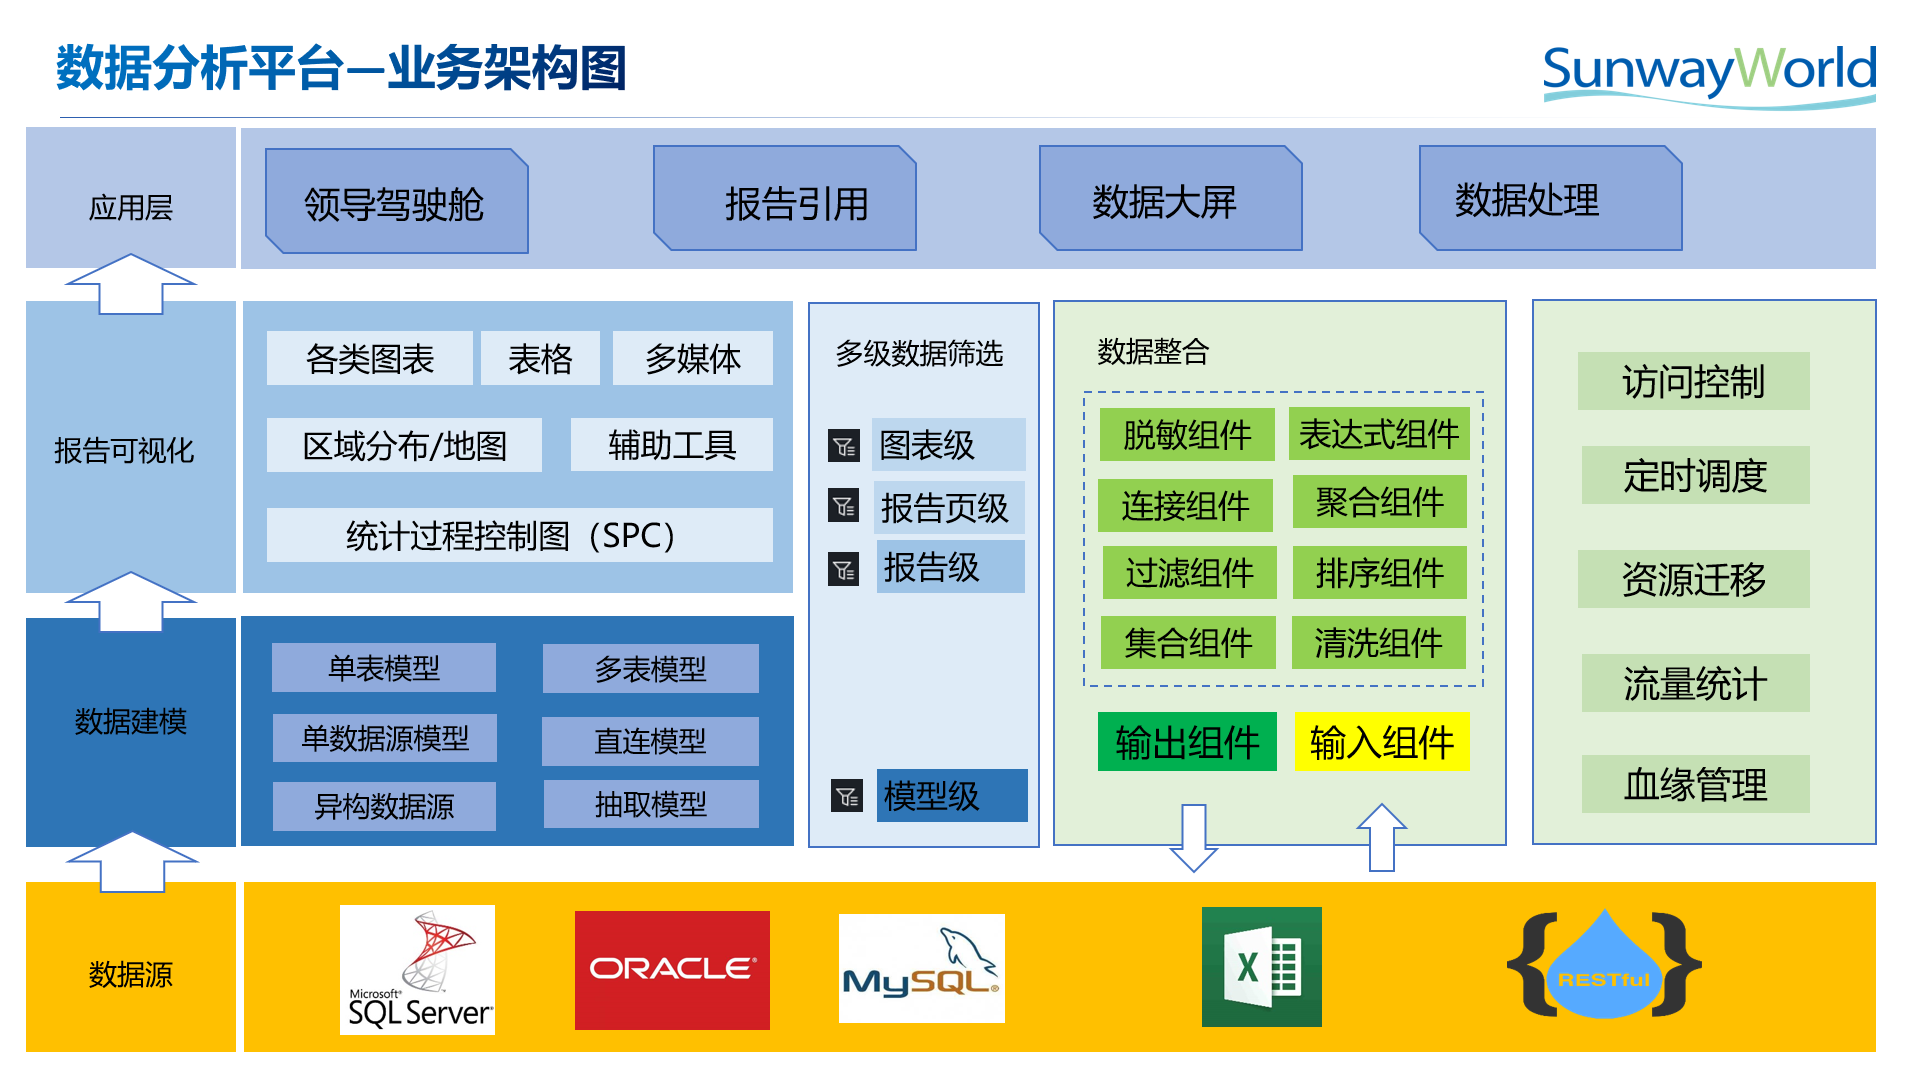 数据分析平台—业务架构图
SunwayWorld
应用层
领导驾驶舱
报告引用
数据大屏
数据处理
报告可视化
各类图表
表格
多媒体
区域分布/地图
辅助工具
统计过程控制图（SPC）
数据建模
单表模型
多表模型
单数据源模型
直连模型
异构数据源
抽取模型
多级数据筛选
图表级
报告页级
报告级
模型级
数据整合
脱敏组件
表达式组件
连接组件
聚合组件
过滤组件
排序组件
集合组件
清洗组件
输出组件
输入组件
访问控制
定时调度
资源迁移
流量统计
血缘管理
数据源
Microsoft®
SQL Server®
ORACLE®
MySQL®
X
{ RESTful }